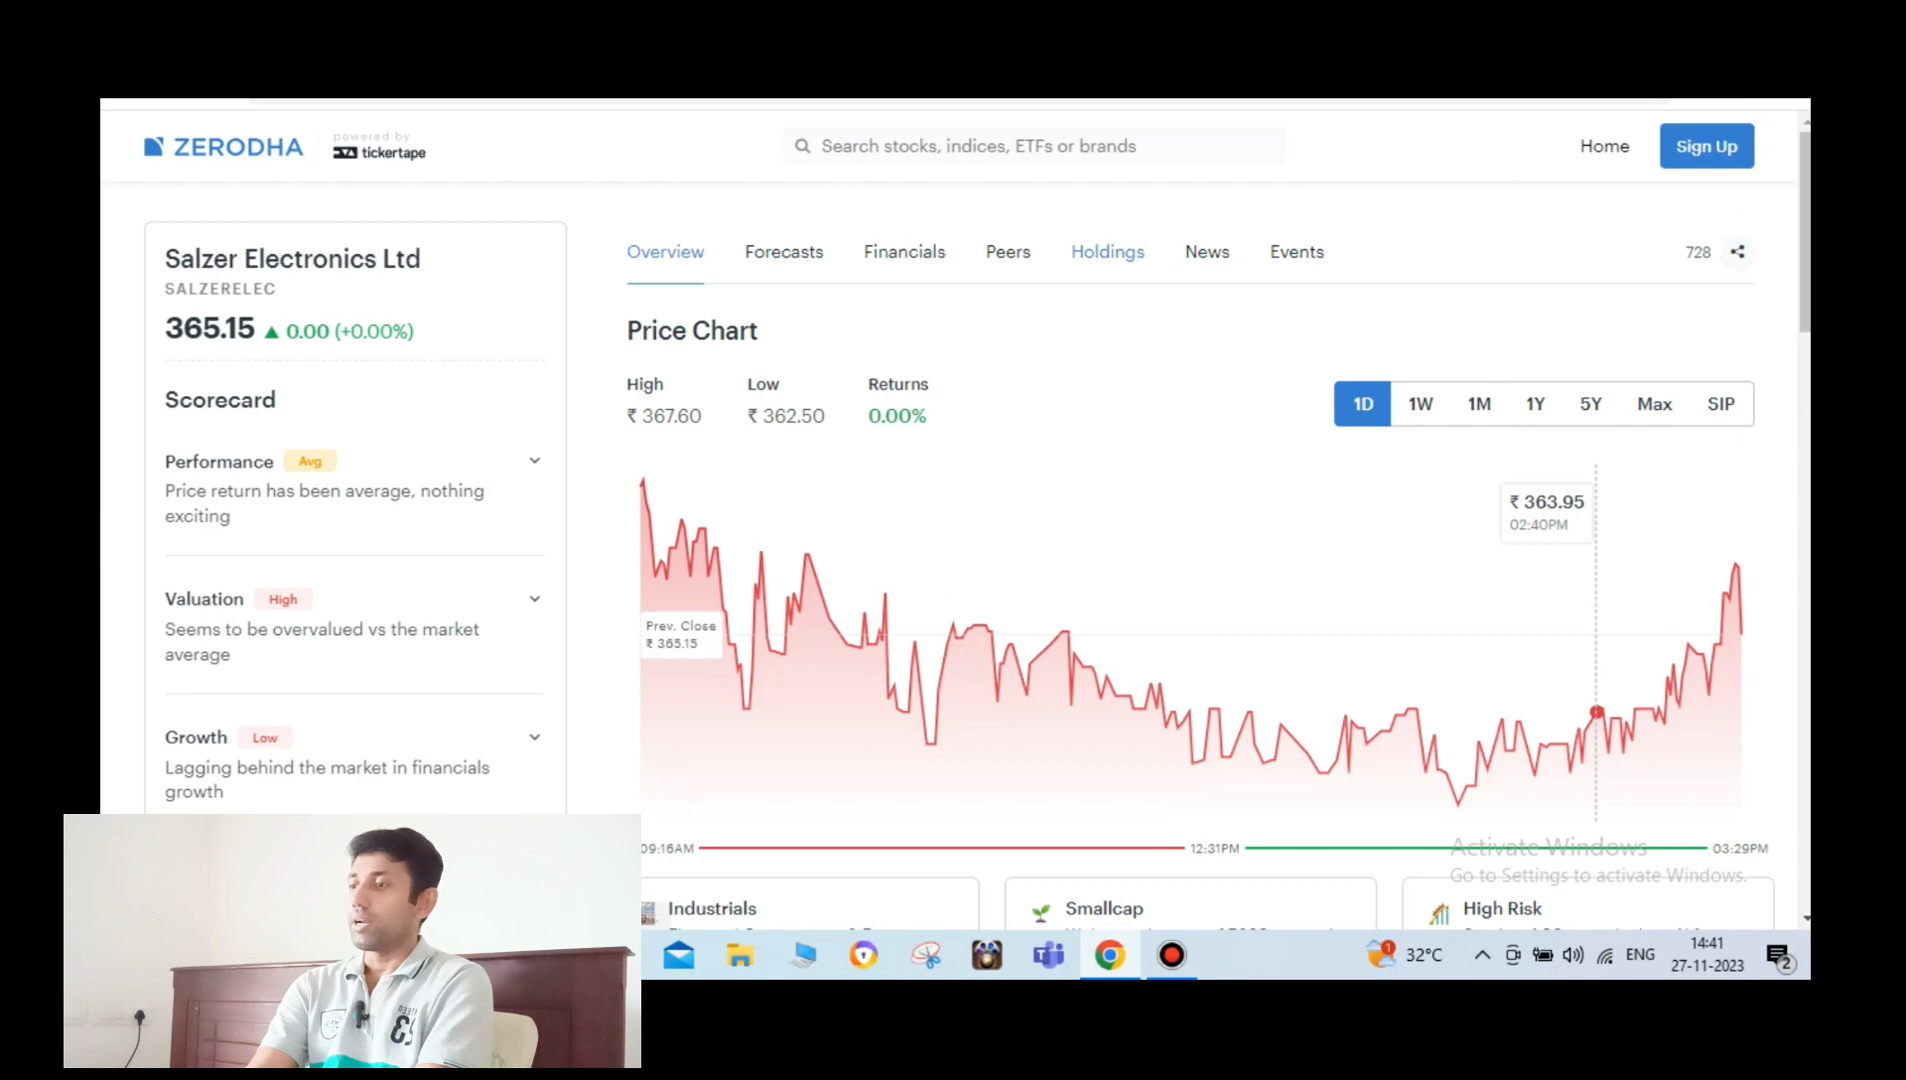 ZERODHA
powered by
tickertape
Search stocks, indices, ETFs or brands
Home
Sign Up
Salzer Electronics Ltd
SALZERELEC
365.15 ▲ 0.00 (+0.00%)
Scorecard
Performance Avg
Price return has been average, nothing
exciting
Valuation High
Seems to be overvalued vs the market
average
Growth Low
Lagging behind the market in financials
growth
Overview Forecasts Financials Peers Holdings News Events
728
Price Chart
High Low Returns
₹ 367.60 ₹ 362.50 0.00%
1D 1W 1M 1Y 5Y Max SIP
₹ 363.95
02:40PM
Prev. Close
₹ 365.15
09:16AM 12:31PM 03:29PM
Activate Windows
Go to Settings to activate Windows.
Industrials
Smallcap
High Risk
1
32°C
ENG
14:41
27-11-2023
2